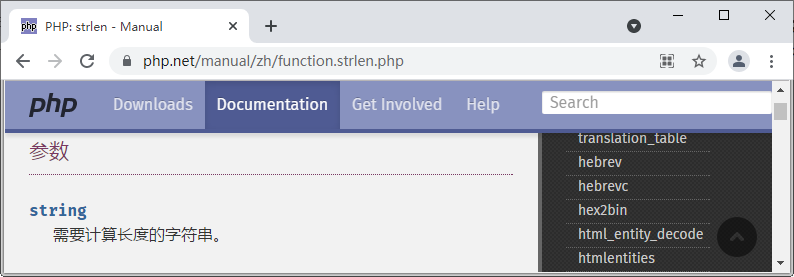 php PHP: strlen - Manual
php.net/manual/zh/function.strlen.php
php Downloads Documentation Get Involved Help Search
参数
string
需要计算长度的字符串。
translation_table
hebrev
hebrevc
hex2bin
html_entity_decode
htmlentities